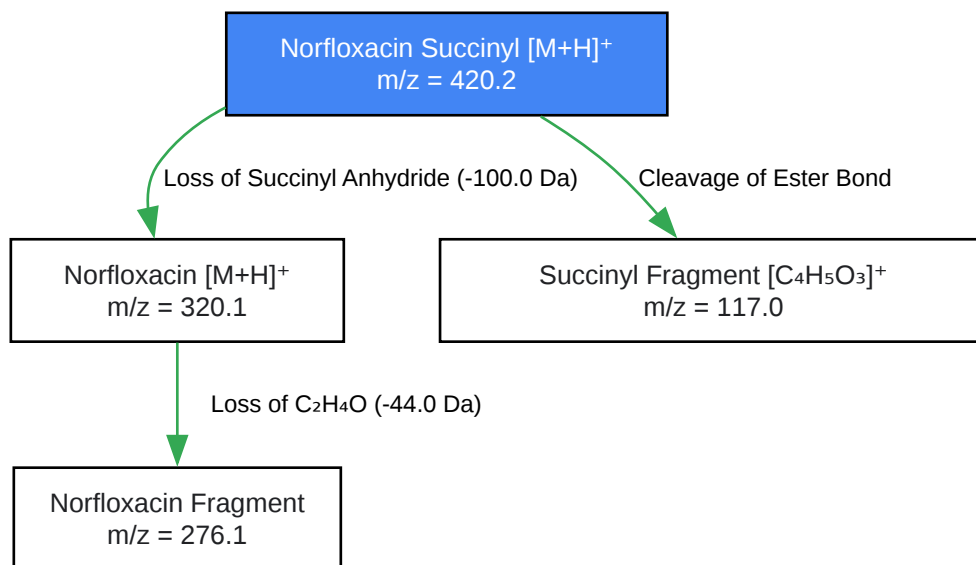 Norfloxacin Succinyl [M+H]⁺
m/z = 420.2
Loss of Succinyl Anhydride (-100.0 Da)
Cleavage of Ester Bond
Norfloxacin [M+H]⁺
m/z = 320.1
Succinyl Fragment [C₄H₅O₃]⁺
m/z = 117.0
Loss of C₂H₄O (-44.0 Da)
Norfloxacin Fragment
m/z = 276.1